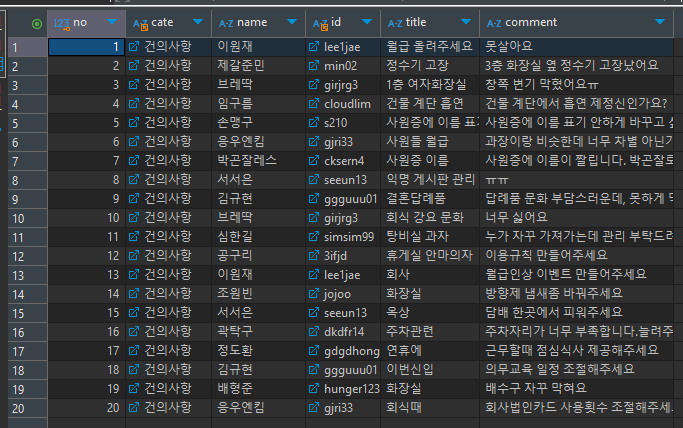 no cate name id title comment
1 1 건의사항 이원재 lee1jae 월급 올려주세요 못살아요
2 2 건의사항 제갈준민 min02 정수기 고장 3층 화장실 옆 정수기 고장났어요
3 3 건의사항 브레딱 girjrg3 1층 여자화장실 창쪽 변기 막혔어요ㅠ
4 4 건의사항 임구름 cloudlim 건물 계단 흡연 건물 계단에서 흡연 제정신인가요?
5 5 건의사항 손맹구 s210 사원증에 이름 표기 사원증에 이름 표기 안하게 바꾸고 싶
6 6 건의사항 응우옌킴 gjri33 사원들 월급 과장이랑 비슷한데 너무 차별 아닌가
7 7 건의사항 박곤잘레스 cksern4 사원증 이름 사원증에 이름이 짤립니다. 박곤잘로
8 8 건의사항 서서은 seeun13 익명 게시판 관리 ㅠㅠ
9 9 건의사항 김규현 ggguuu01 결혼답례품 답례품 문화 부담스러운데, 못하게
10 10 건의사항 브레딱 girjrg3 회식 강요 문화 너무 싫어요
11 11 건의사항 심한길 simsim99 탕비실 과자 누가 자꾸 가져가는데 관리 부탁드려
12 12 건의사항 공구리 3ifjd 휴게실 안마의자 이용규칙 만들어주세요
13 13 건의사항 이원재 lee1jae 회사 월급인상 이벤트 만들어주세요
14 14 건의사항 조원빈 jojoo 화장실 방향제 냄새좀 바꿔주세요
15 15 건의사항 서서은 seeun13 옥상 담배 한곳에서 피워주세요
16 16 건의사항 곽탁구 dkdfr14 주차관련 주차자리가 너무 부족합니다.늘려주
17 17 건의사항 정도환 gdgdhong 연휴에 근무할때 점심식사 제공해주세요
18 18 건의사항 김규현 ggguuu01 이번신입 의무교육 일정 조절해주세요
19 19 건의사항 배형준 hunger123 화장실 배수구 자꾸 막혀요
20 20 건의사항 응우엔킴 gjri33 회식때 회사법인카드 사용횟수 조절해주세